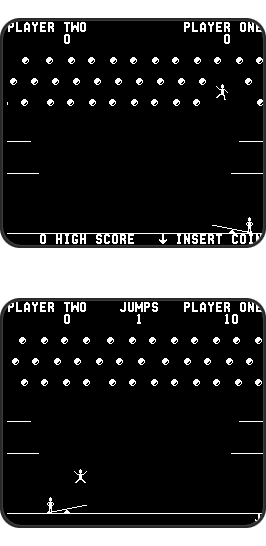 PLAYER TWO PLAYER ONE
0 0
0 HIGH SCORE ↓ INSERT COIN
PLAYER TWO JUMPS PLAYER ONE
0 1 10